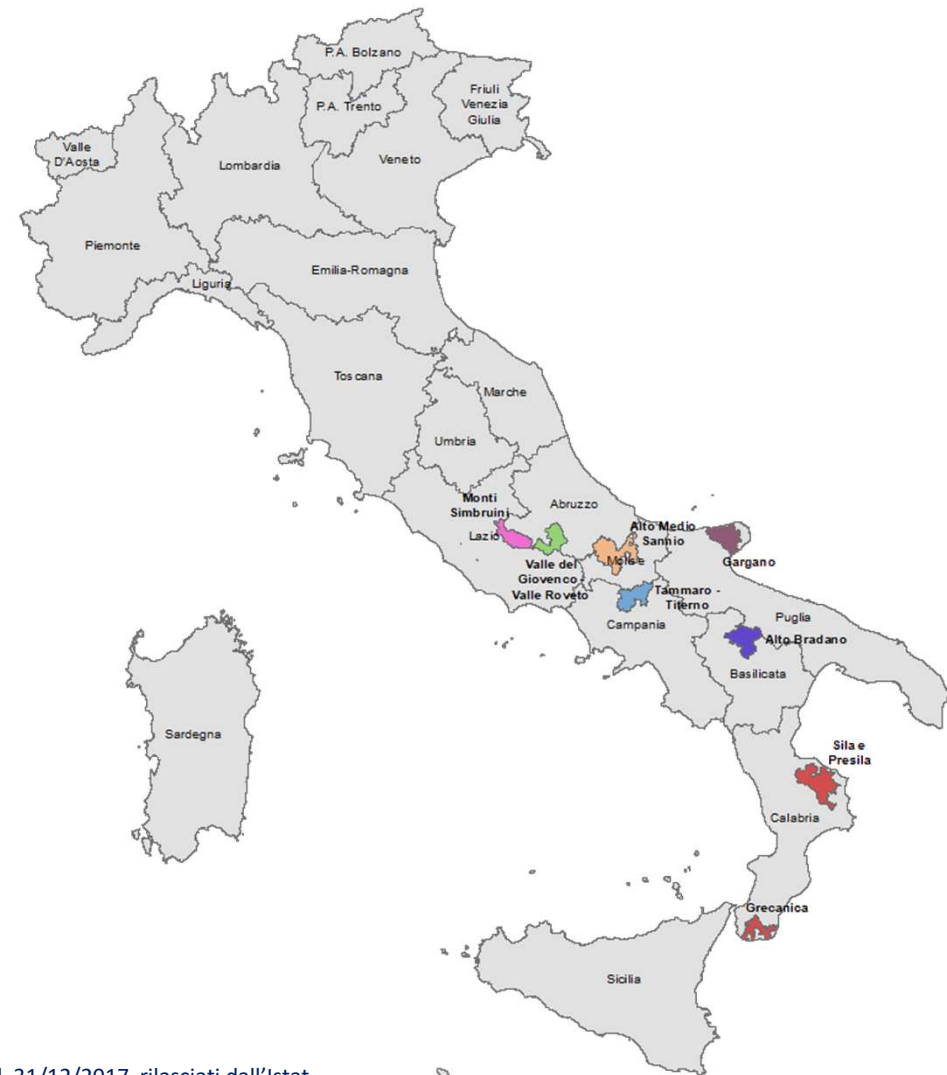 P.A. Bolzano
Friuli
Venezia
Giulia
P.A. Trento
Valle
D'Aosta
Lombardia
Veneto
Piemonte
Emilia-Romagna
Liguria
Toscana
Marche
Umbria
Monti
Simbruini
Abruzzo
Lazio
Alto Medio
Sannio
Molise
Gargano
Valle del
Giovenco -
Valle Roveto
Tammaro -
Titerno
Campania
Puglia
Alto Bradano
Basilicata
Sardegna
Sila e
Presila
Calabria
Grecanica
Sicilia
31/12/2017, rilasciati dall'Istat